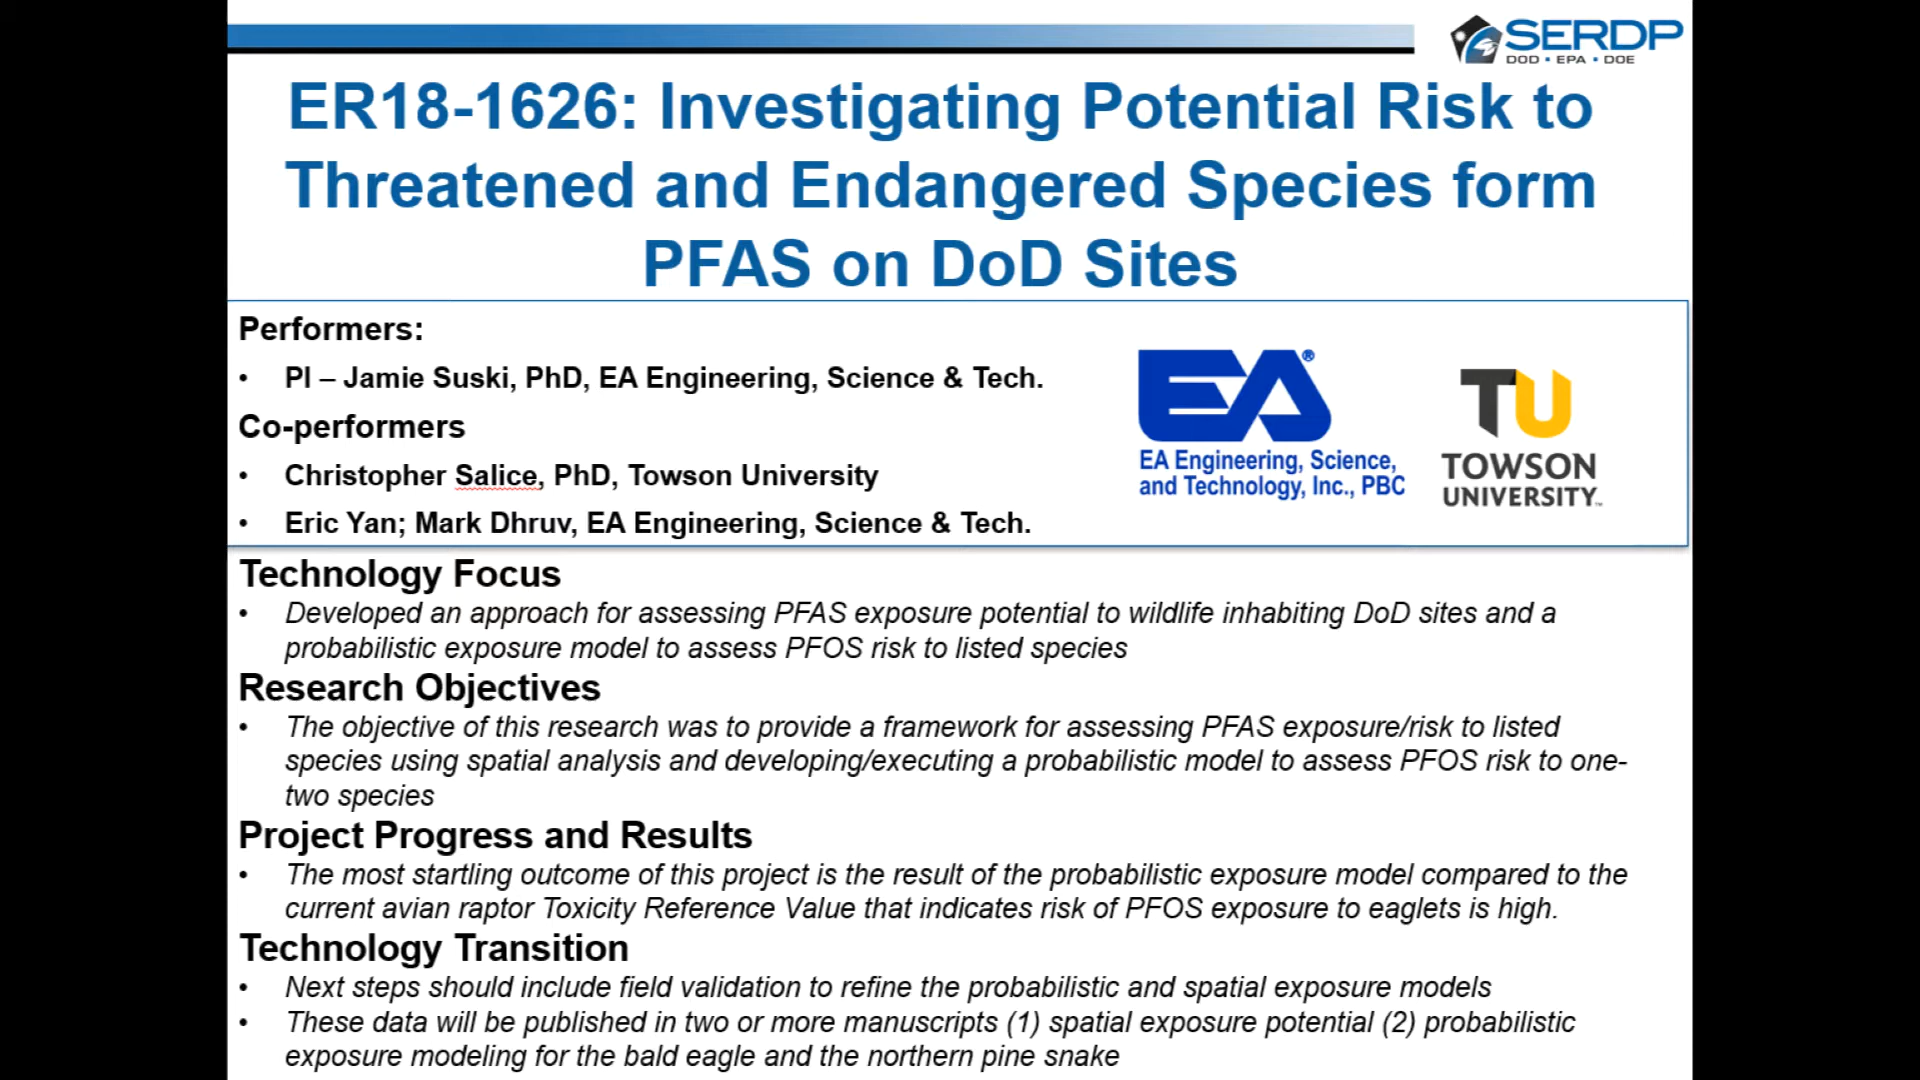 SERDP
DOD • EPA • DOE
ER18-1626: Investigating Potential Risk to
Threatened and Endangered Species form
PFAS on DoD Sites
Performers:
• PI – Jamie Suski, PhD, EA Engineering, Science & Tech.
Co-performers
• Christopher Salice, PhD, Towson University
• Eric Yan; Mark Dhruv, EA Engineering, Science & Tech.
EA®
EA Engineering, Science,
and Technology, Inc., PBC
TU
TOWSON
UNIVERSITY™
Technology Focus
• Developed an approach for assessing PFAS exposure potential to wildlife inhabiting DoD sites and a
probabilistic exposure model to assess PFOS risk to listed species
Research Objectives
• The objective of this research was to provide a framework for assessing PFAS exposure/risk to listed
species using spatial analysis and developing/executing a probabilistic model to assess PFOS risk to one-
two species
Project Progress and Results
• The most startling outcome of this project is the result of the probabilistic exposure model compared to the
current avian raptor Toxicity Reference Value that indicates risk of PFOS exposure to eaglets is high.
Technology Transition
• Next steps should include field validation to refine the probabilistic and spatial exposure models
• These data will be published in two or more manuscripts (1) spatial exposure potential (2) probabilistic
exposure modeling for the bald eagle and the northern pine snake